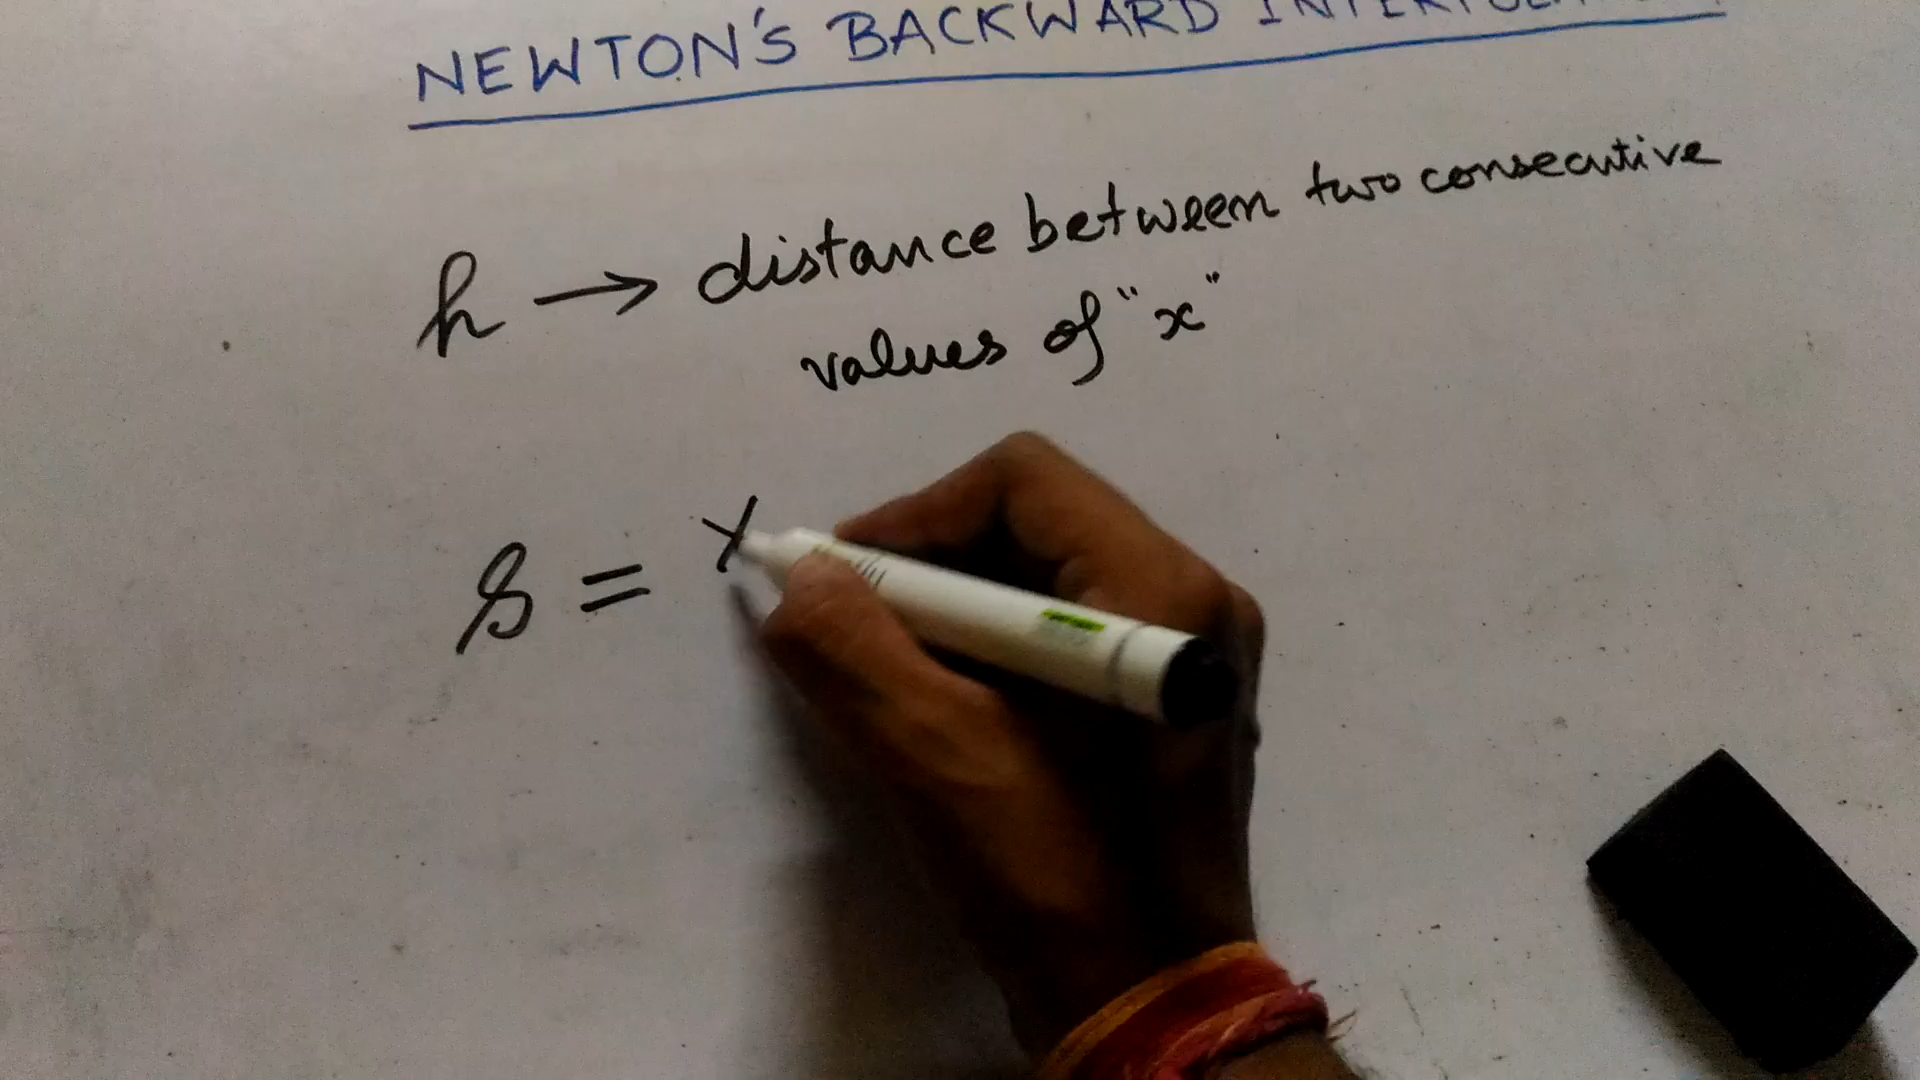 NEWTON'S BACKWARD
h → distance between two consecutive
values of "x"
s = x